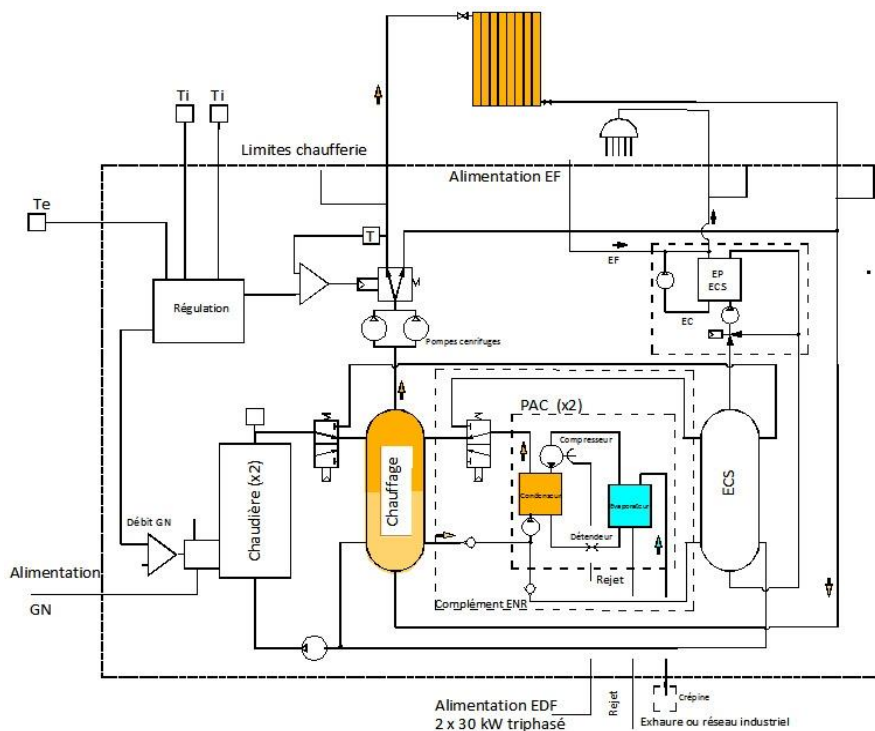 Ti
Ti
Limites chaufferie
Alimentation EF
Te
T
EF
EP
ECS
Régulation
M
Pompes cenrifuges
EC
PAC (x2)
M
M
Compresseur
Chaudière (x2)
Chauffage
Condenseur
Evaporateur
ECS
Débit GN
Détendeur
Alimentation
GN
Rejet
Complément ENR
Alimentation EDF
2 x 30 kW triphasé
Rejet
Crépine
Exhaure ou réseau industriel